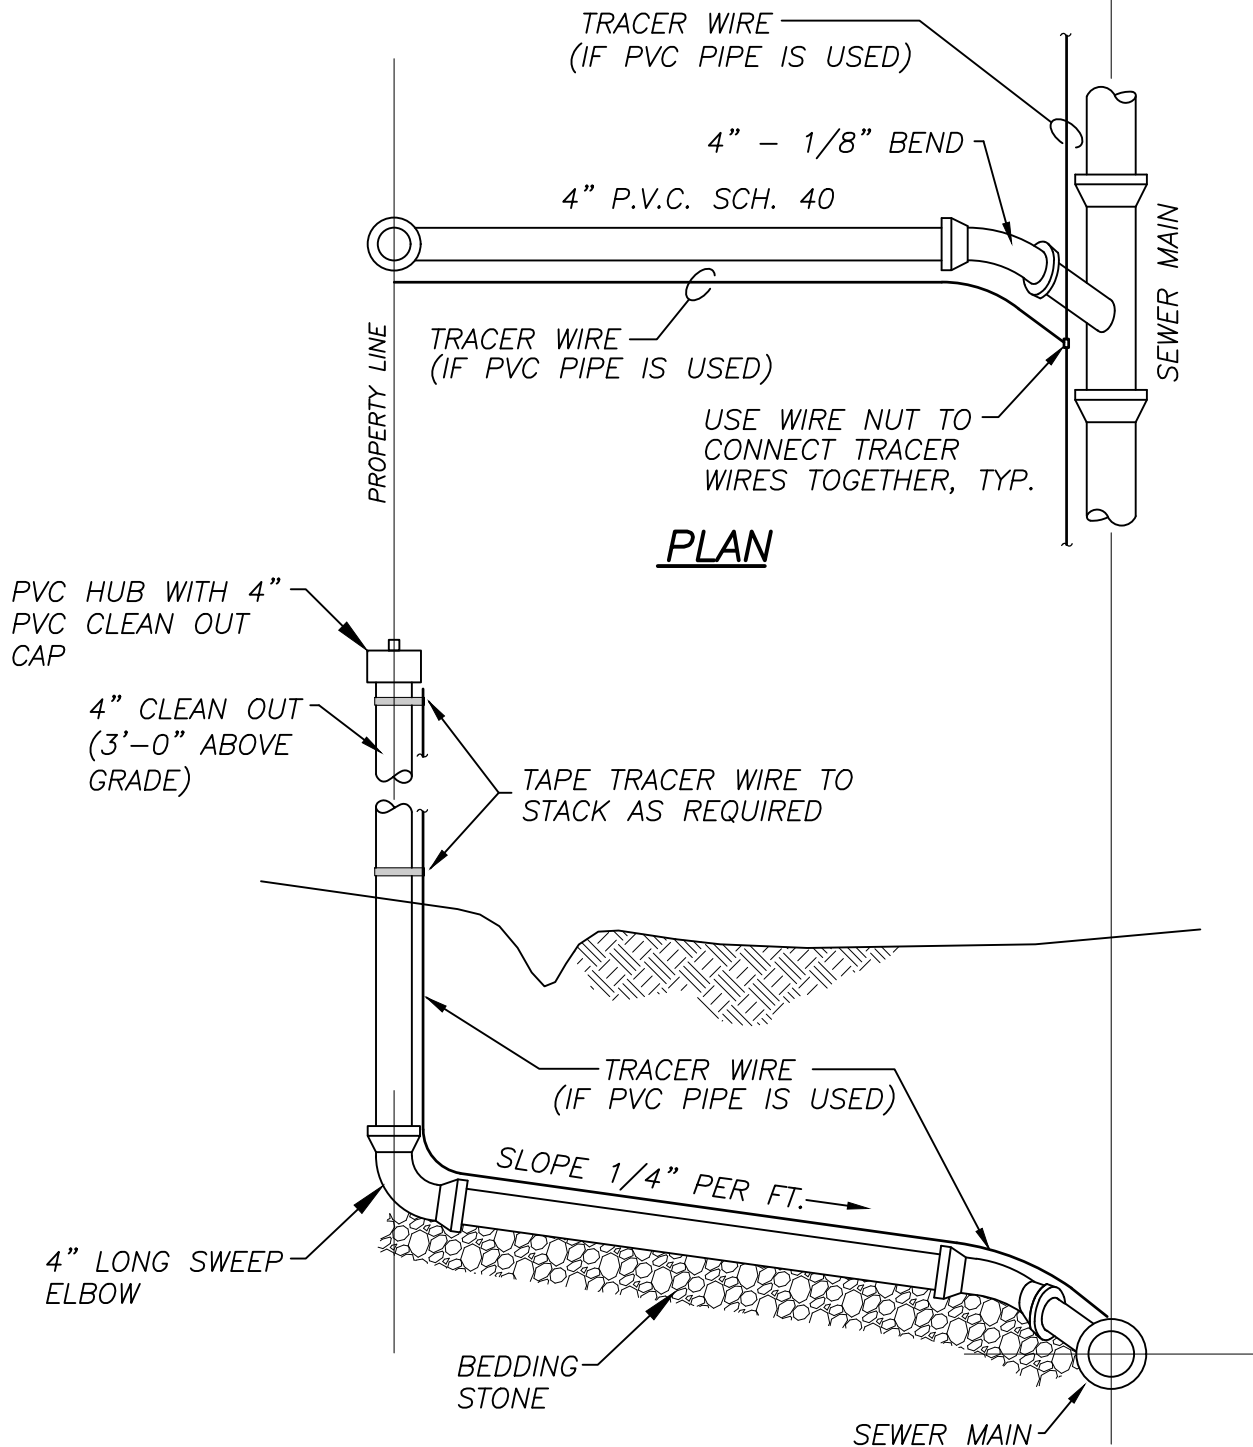 TRACER WIRE
(IF PVC PIPE IS USED)
4” – 1/8” BEND
4” P.V.C. SCH. 40
SEWER MAIN
PROPERTY LINE
TRACER WIRE
(IF PVC PIPE IS USED)
USE WIRE NUT TO
CONNECT TRACER
WIRES TOGETHER, TYP.
PLAN
PVC HUB WITH 4”
PVC CLEAN OUT
CAP
4” CLEAN OUT
(3’–0” ABOVE
GRADE)
TAPE TRACER WIRE TO
STACK AS REQUIRED
TRACER WIRE
(IF PVC PIPE IS USED)
SLOPE 1/4” PER FT.
4” LONG SWEEP
ELBOW
BEDDING
STONE
SEWER MAIN